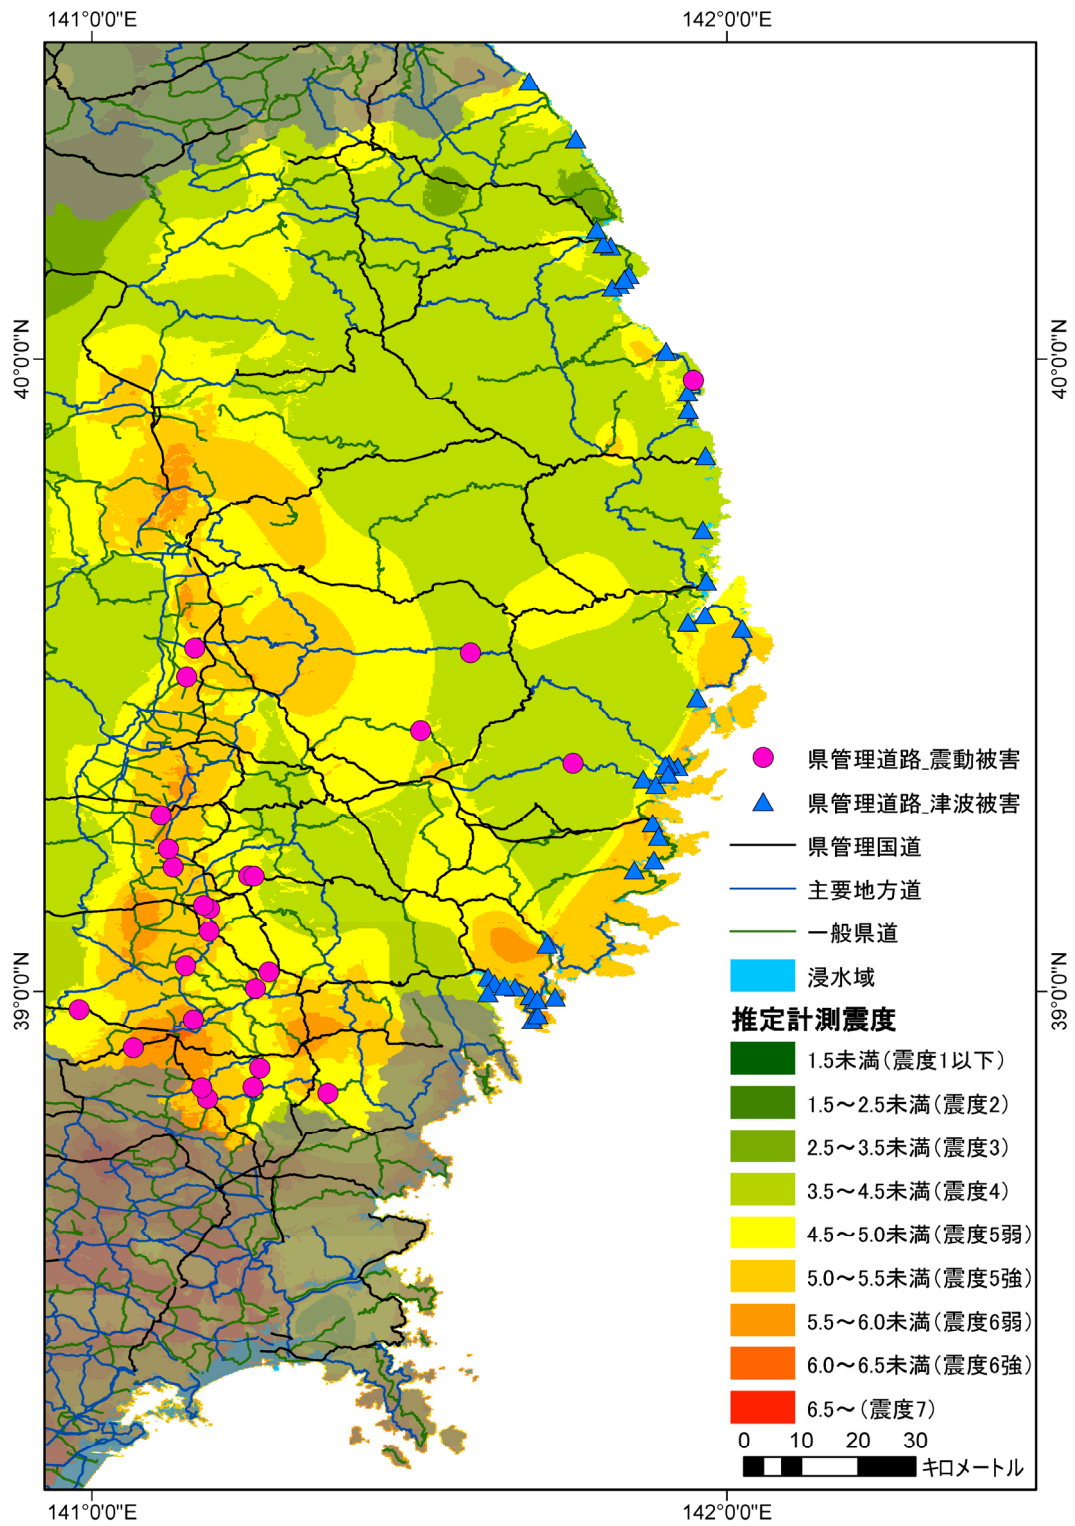 141°0'0"E
142°0'0"E
40°0'0"N
40°0'0"N
39°0'0"N
39°0'0"N
県管理道路_震動被害
県管理道路_津波被害
県管理国道
主要地方道
一般県道
浸水域
推定計測震度
1.5未満(震度1以下)
1.5～2.5未満(震度2)
2.5～3.5未満(震度3)
3.5～4.5未満(震度4)
4.5～5.0未満(震度5弱)
5.0～5.5未満(震度5強)
5.5～6.0未満(震度6弱)
6.0～6.5未満(震度6強)
6.5～(震度7)
0 10 20 30
キロメートル
141°0'0"E
142°0'0"E